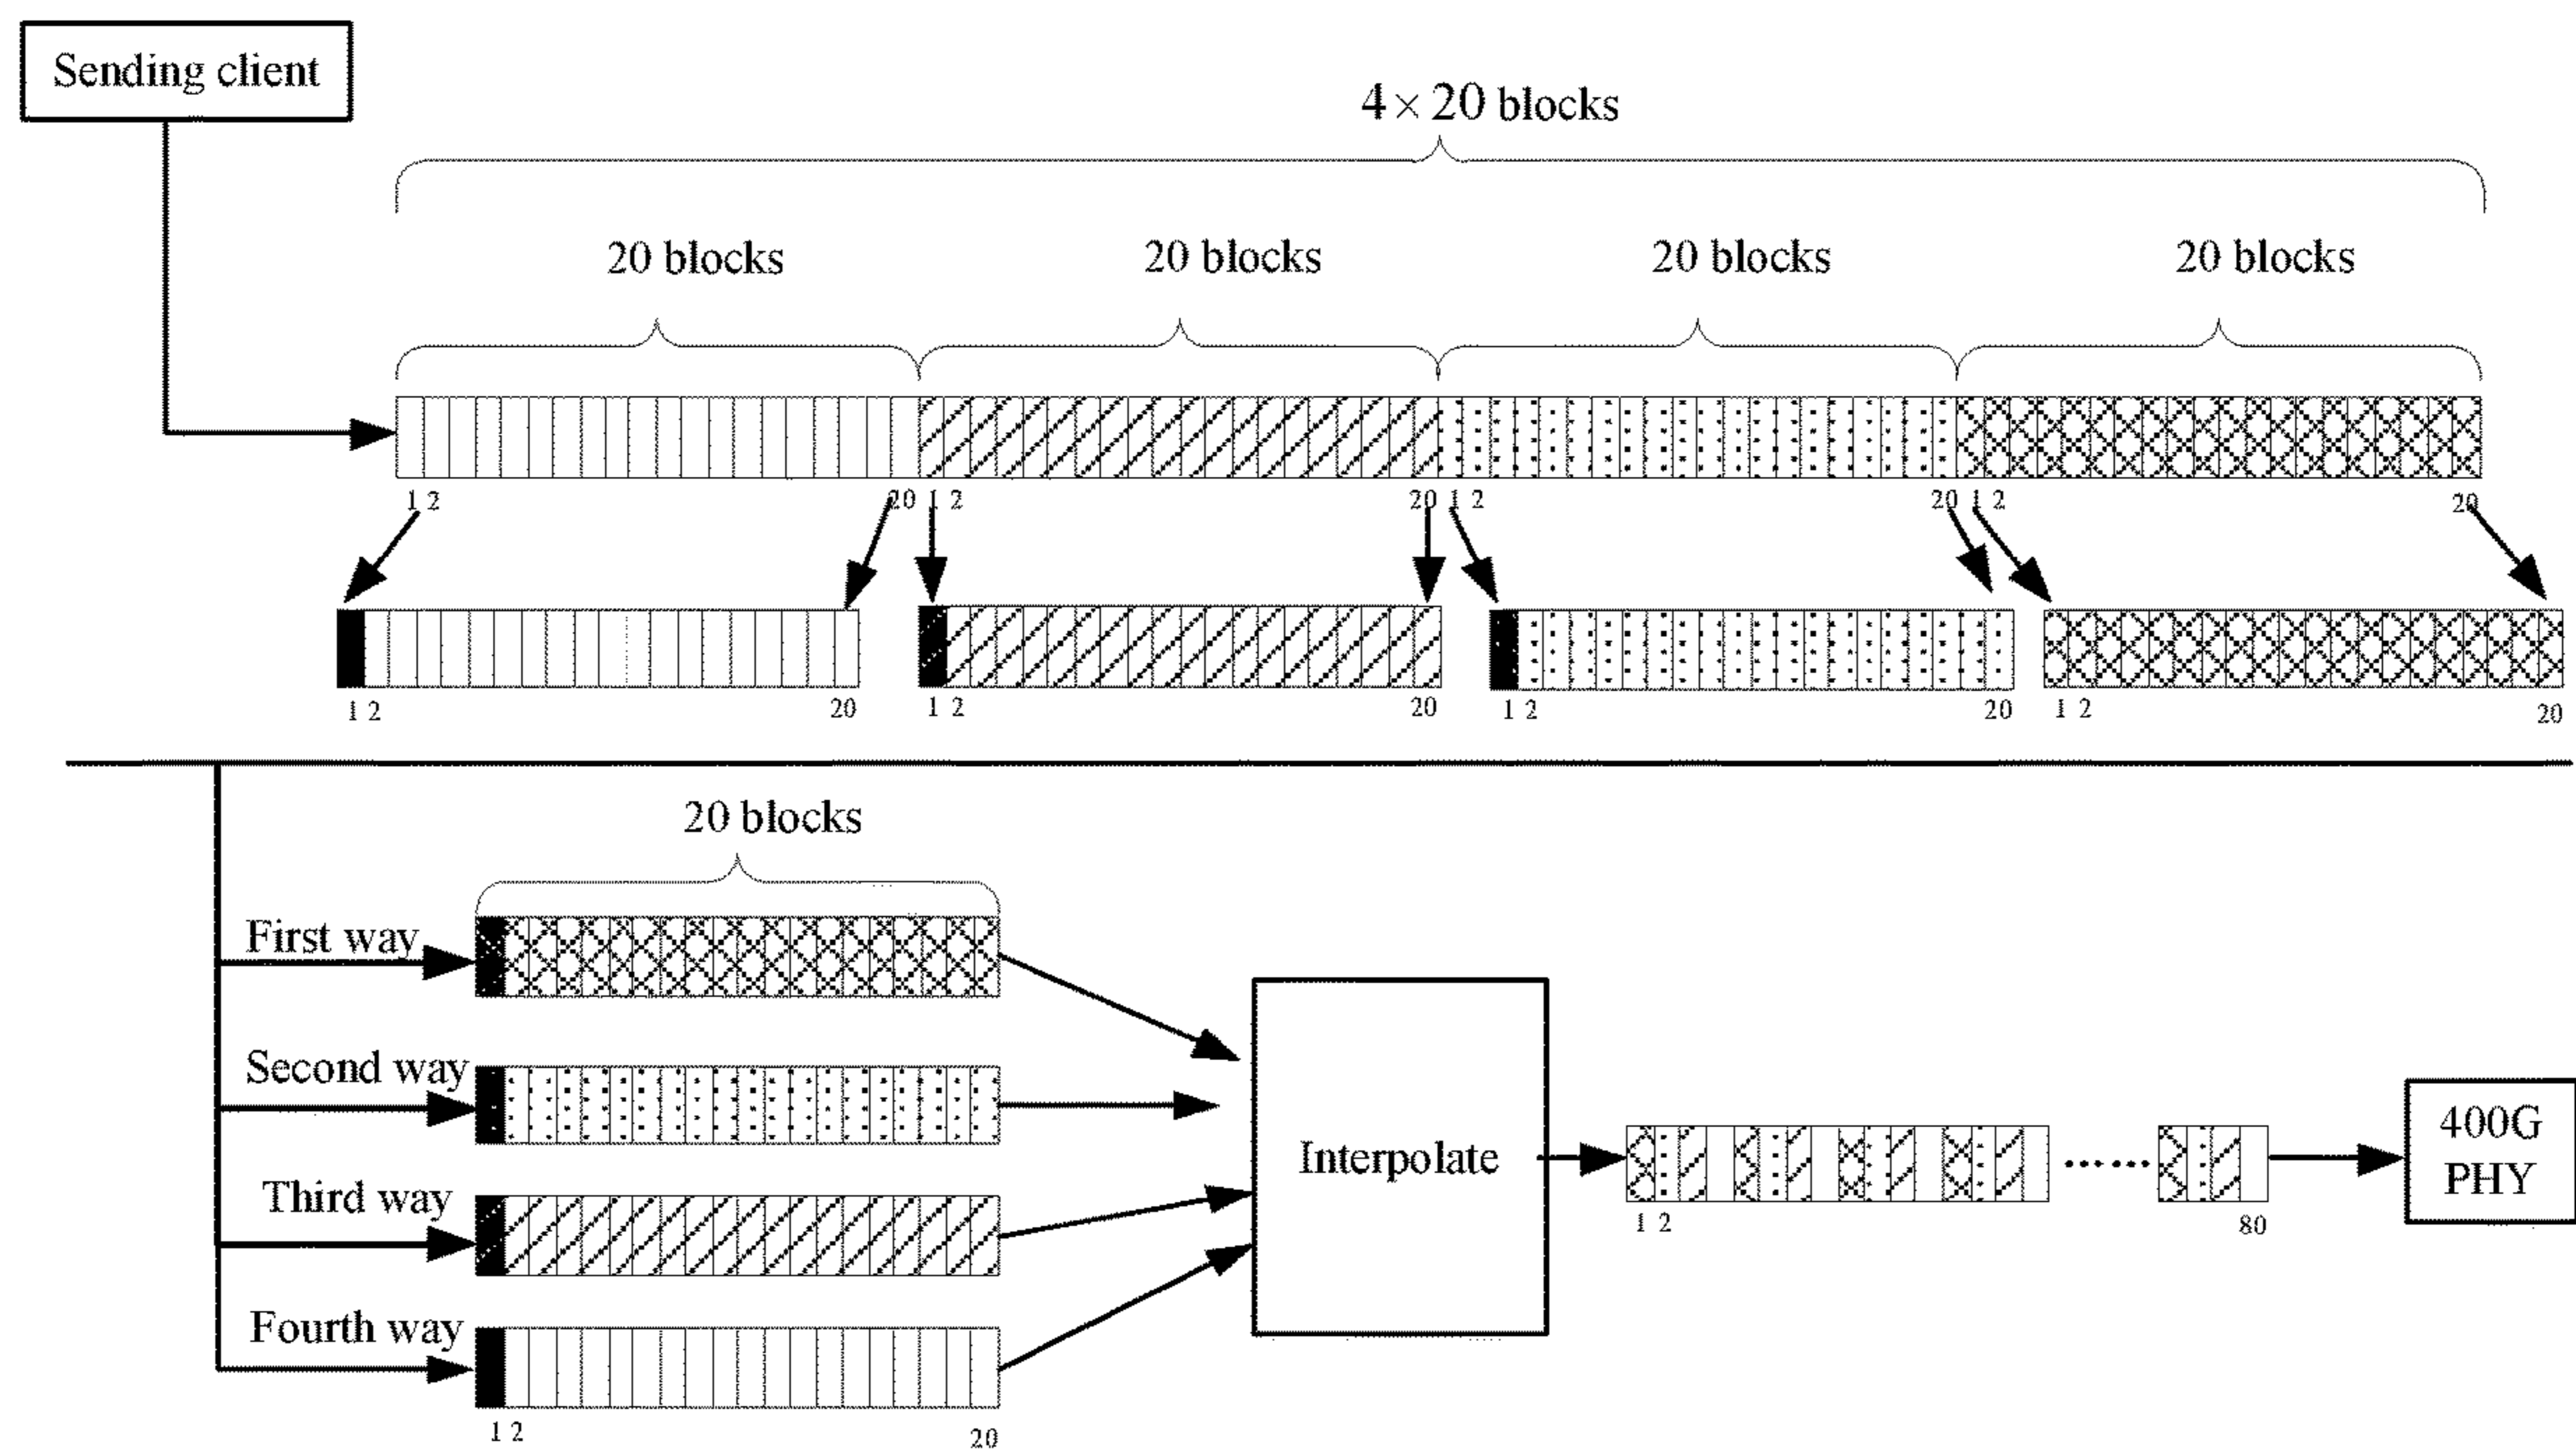 Sending client
4 × 20 blocks
20 blocks 20 blocks 20 blocks 20 blocks
1 2 20 1 2 20 1 2 20 1 2 20
1 2 20 1 2 20 1 2 20 1 2 20
20 blocks
First way
Second way
Third way
Fourth way
1 2 20
Interpolate
1 2 80
400G
PHY